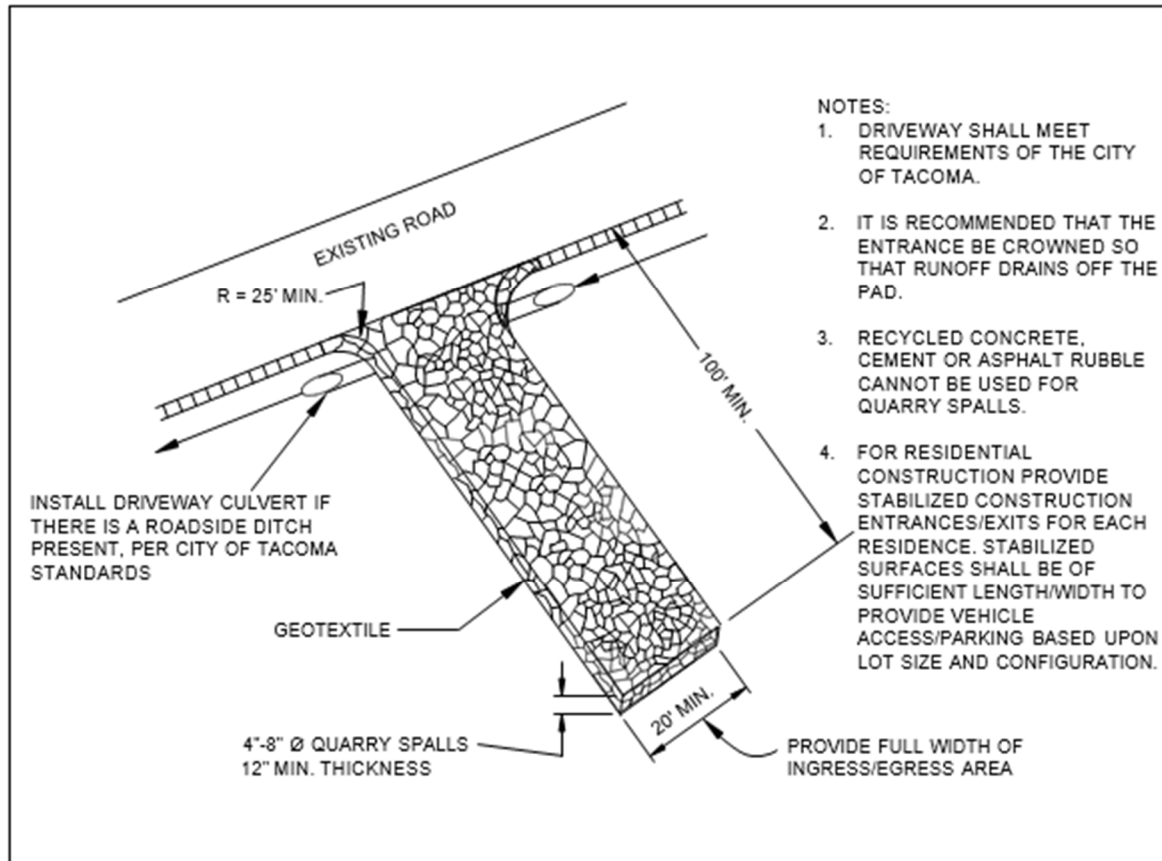 NOTES:
1. DRIVEWAY SHALL MEET
REQUIREMENTS OF THE CITY
OF TACOMA.
2. IT IS RECOMMENDED THAT THE
ENTRANCE BE CROWNED SO
THAT RUNOFF DRAINS OFF THE
PAD.
3. RECYCLED CONCRETE,
CEMENT OR ASPHALT RUBBLE
CANNOT BE USED FOR
QUARRY SPALLS.
4. FOR RESIDENTIAL
CONSTRUCTION PROVIDE
STABILIZED CONSTRUCTION
ENTRANCES/EXITS FOR EACH
RESIDENCE. STABILIZED
SURFACES SHALL BE OF
SUFFICIENT LENGTH/WIDTH TO
PROVIDE VEHICLE
ACCESS/PARKING BASED UPON
LOT SIZE AND CONFIGURATION.
EXISTING ROAD
R = 25' MIN.
100' MIN.
INSTALL DRIVEWAY CULVERT IF
THERE IS A ROADSIDE DITCH
PRESENT, PER CITY OF TACOMA
STANDARDS
GEOTEXTILE
20' MIN.
4"-8" Ø QUARRY SPALLS
12" MIN. THICKNESS
PROVIDE FULL WIDTH OF
INGRESS/EGRESS AREA